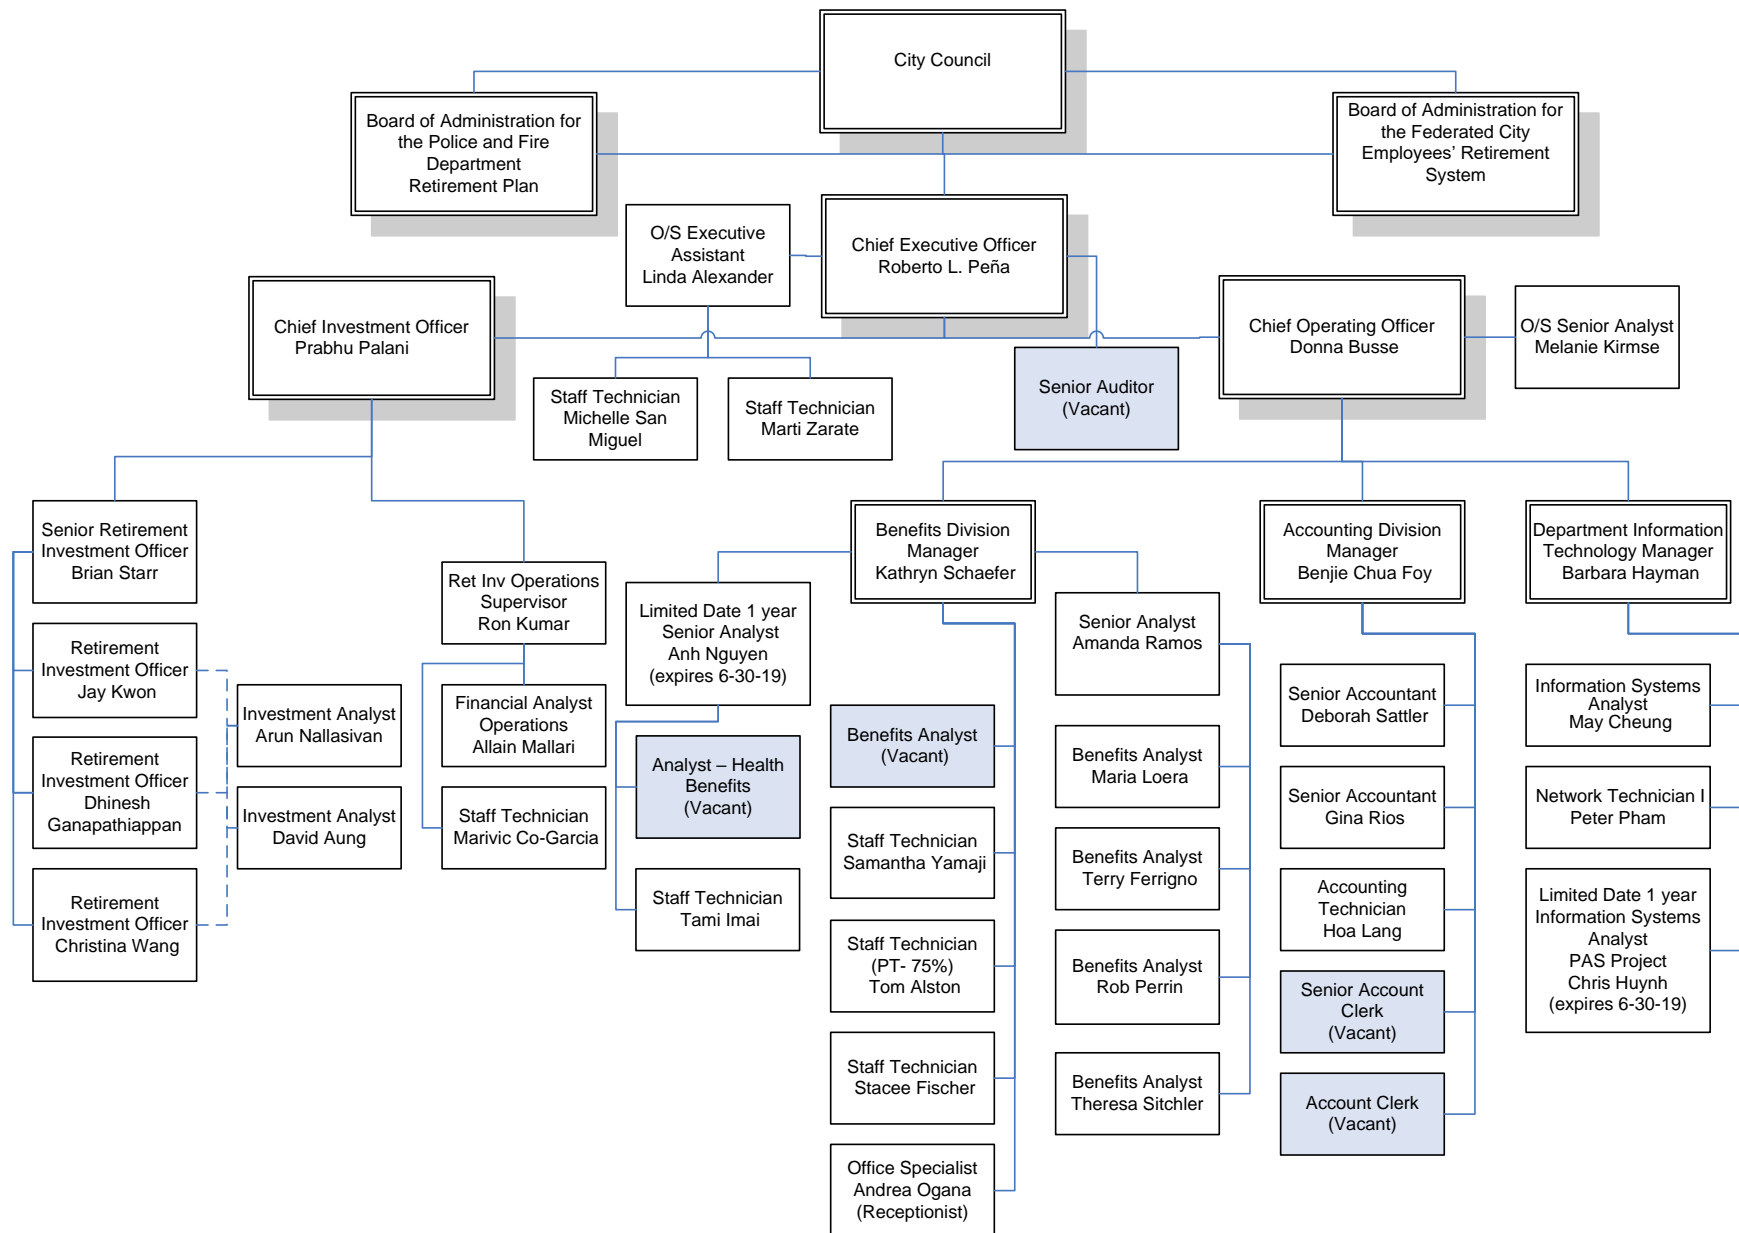 City Council
Board of Administration for
the Police and Fire
Department
Retirement Plan
Board of Administration for
the Federated City
Employees’ Retirement
System
O/S Executive
Assistant
Linda Alexander
Chief Executive Officer
Roberto L. Peña
Chief Investment Officer
Prabhu Palani
Chief Operating Officer
Donna Busse
O/S Senior Analyst
Melanie Kirmse
Staff Technician
Michelle San
Miguel
Staff Technician
Marti Zarate
Senior Auditor
(Vacant)
Senior Retirement
Investment Officer
Brian Starr
Retirement
Investment Officer
Jay Kwon
Retirement
Investment Officer
Dhinesh
Ganapathiappan
Retirement
Investment Officer
Christina Wang
Investment Analyst
Arun Nallasivan
Investment Analyst
David Aung
Ret Inv Operations
Supervisor
Ron Kumar
Financial Analyst
Operations
Allain Mallari
Staff Technician
Marivic Co-Garcia
Benefits Division
Manager
Kathryn Schaefer
Limited Date 1 year
Senior Analyst
Anh Nguyen
(expires 6-30-19)
Analyst – Health
Benefits
(Vacant)
Staff Technician
Tami Imai
Benefits Analyst
(Vacant)
Staff Technician
Samantha Yamaji
Staff Technician
(PT- 75%)
Tom Alston
Staff Technician
Stacee Fischer
Office Specialist
Andrea Ogana
(Receptionist)
Senior Analyst
Amanda Ramos
Benefits Analyst
Maria Loera
Benefits Analyst
Terry Ferrigno
Benefits Analyst
Rob Perrin
Benefits Analyst
Theresa Sitchler
Accounting Division
Manager
Benjie Chua Foy
Senior Accountant
Deborah Sattler
Senior Accountant
Gina Rios
Accounting
Technician
Hoa Lang
Senior Account
Clerk
(Vacant)
Account Clerk
(Vacant)
Department Information
Technology Manager
Barbara Hayman
Information Systems
Analyst
May Cheung
Network Technician I
Peter Pham
Limited Date 1 year
Information Systems
Analyst
PAS Project
Chris Huynh
(expires 6-30-19)